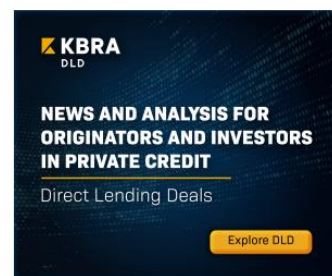 KBRA
DLD
NEWS AND ANALYSIS FOR
ORIGINATORS AND INVESTORS
IN PRIVATE CREDIT
Direct Lending Deals
Explore DLD